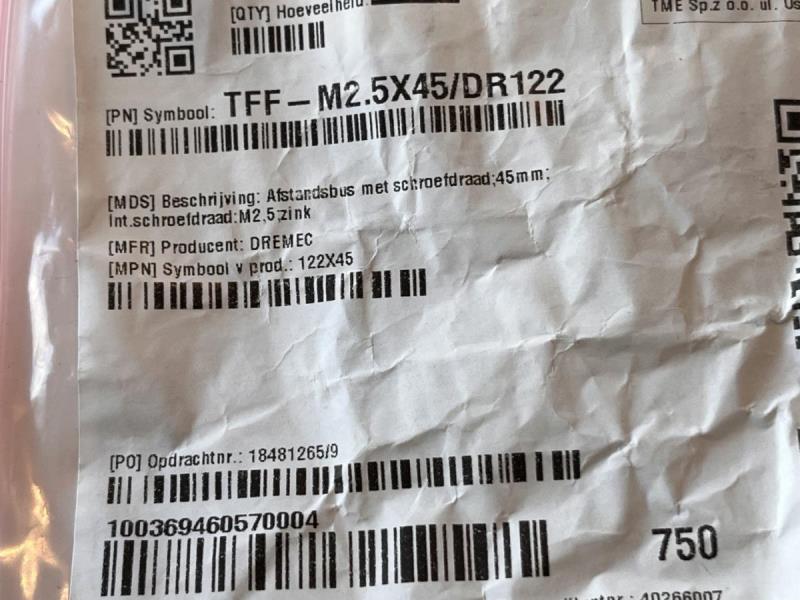 [QTY] Hoeveelheid:
TME Sp.z o.o. ul.
[PN] Symbool: TFF-M2.5X45/DR122
[MDS] Beschrijving: Afstandsbus met schroefdraad;45mm;
Int.schroefdraad:M2,5;zink
[MFR] Producent: DREMEC
[MPN] Symbool v prod.: 122X45
[PO] Opdrachtnr.: 18481265/9
100369460570004
750
40266007